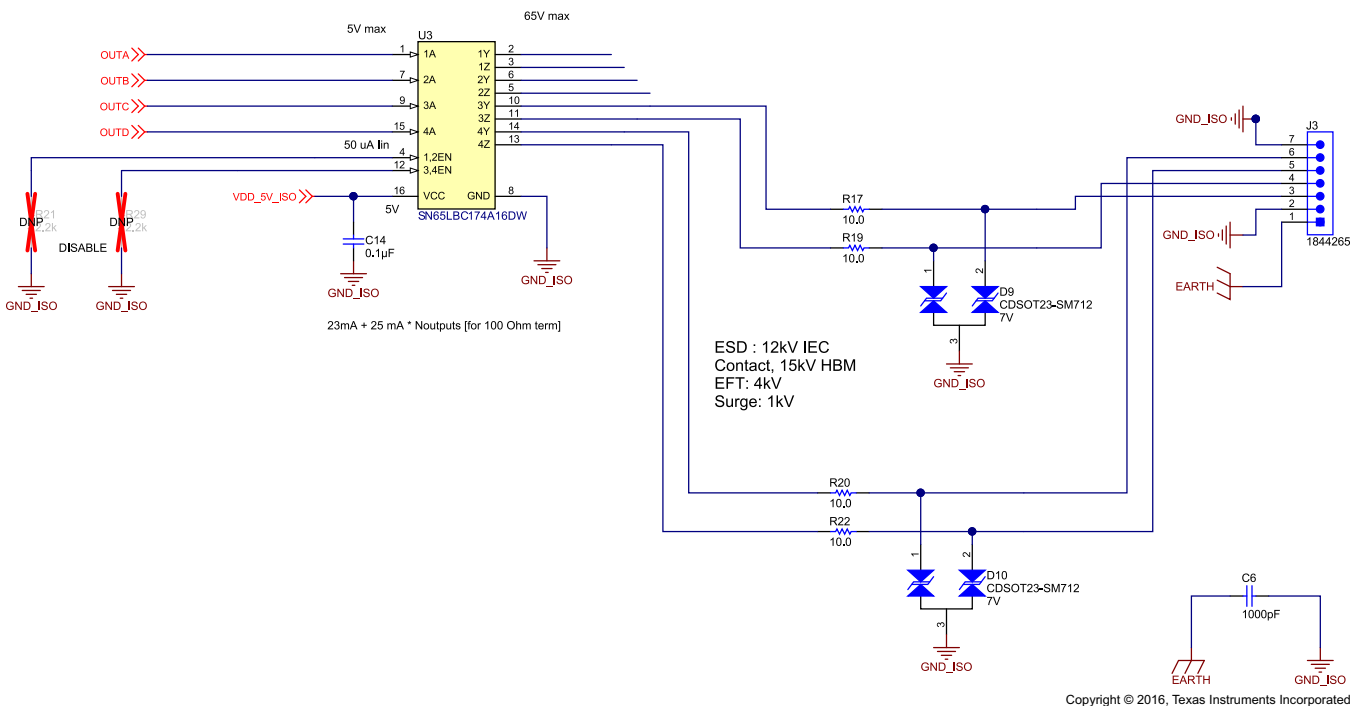 65V max
5V max
U3
OUTA
1
1A
1Y
2
1Z
3
OUTB
7
2A
2Y
6
2Z
5
OUTC
9
3A
3Y
10
3Z
11
OUTD
15
4A
4Y
14
4Z
13
50 uA Iin
4
1,2EN
12
3,4EN
VDD_5V_ISO
16
VCC
GND
8
5V
SN65LBC174A16DW
R21
DNP
2.2k
R29
DNP
2.2k
DISABLE
C14
0.1µF
GND_ISO
GND_ISO
GND_ISO
GND_ISO
23mA + 25 mA * Noutputs [for 100 Ohm term]
GND_ISO
J3
7
6
5
4
3
2
1
GND_ISO
1844265
EARTH
R17
10.0
R19
10.0
1
2
D9
CDSOT23-SM712
7V
3
GND_ISO
ESD : 12kV IEC
Contact, 15kV HBM
EFT: 4kV
Surge: 1kV
R20
10.0
R22
10.0
1
2
D10
CDSOT23-SM712
7V
3
GND_ISO
C6
1000pF
EARTH
GND_ISO
Copyright © 2016, Texas Instruments Incorporated